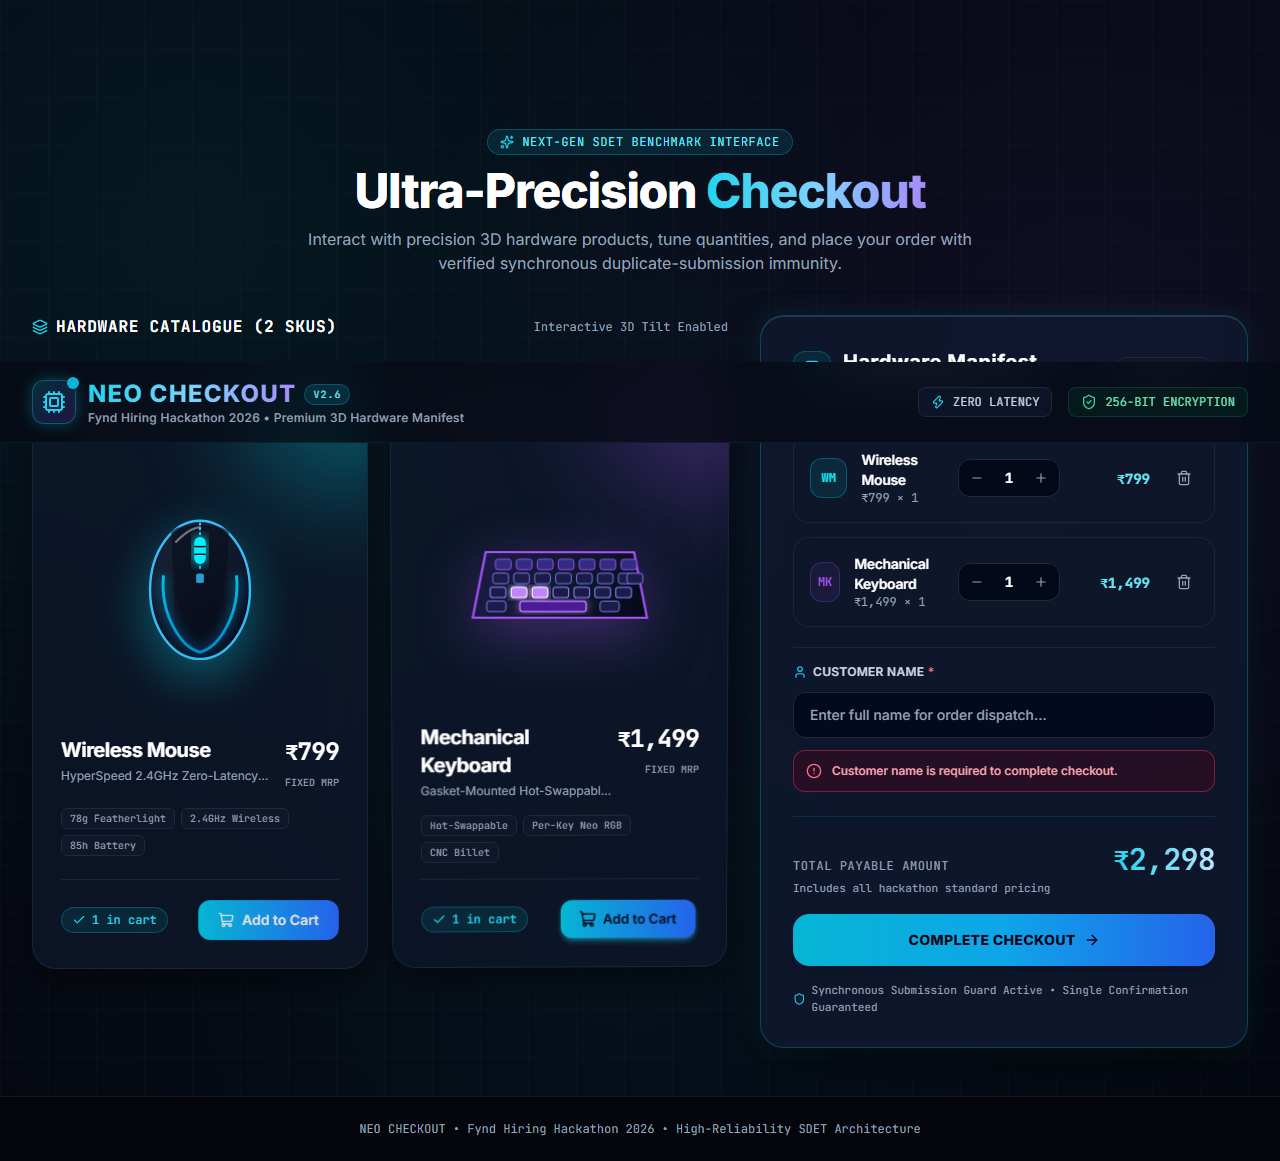 NEXT-GEN SDET BENCHMARK INTERFACE
Ultra-Precision Checkout
Interact with precision 3D hardware products, tune quantities, and place your order with
verified synchronous duplicate-submission immunity.
HARDWARE CATALOGUE (2 SKUS)
Interactive 3D Tilt Enabled
Hardware Manifest
NEO CHECKOUT V2.6
Fynd Hiring Hackathon 2026 • Premium 3D Hardware Manifest
ZERO LATENCY
256-BIT ENCRYPTION
Wireless Mouse
₹799
HyperSpeed 2.4GHz Zero-Latency...
FIXED MRP
78g Featherlight
2.4GHz Wireless
85h Battery
1 in cart
Add to Cart
Mechanical
Keyboard
₹1,499
FIXED MRP
Gasket-Mounted Hot-Swappabl...
Hot-Swappable
Per-Key Neo RGB
CNC Billet
1 in cart
Add to Cart
WM
Wireless
Mouse
₹799 × 1
− 1 +
₹799
MK
Mechanical
Keyboard
₹1,499 × 1
− 1 +
₹1,499
CUSTOMER NAME *
Enter full name for order dispatch...
Customer name is required to complete checkout.
TOTAL PAYABLE AMOUNT
₹2,298
Includes all hackathon standard pricing
COMPLETE CHECKOUT →
Synchronous Submission Guard Active • Single Confirmation
Guaranteed
NEO CHECKOUT • Fynd Hiring Hackathon 2026 • High-Reliability SDET Architecture